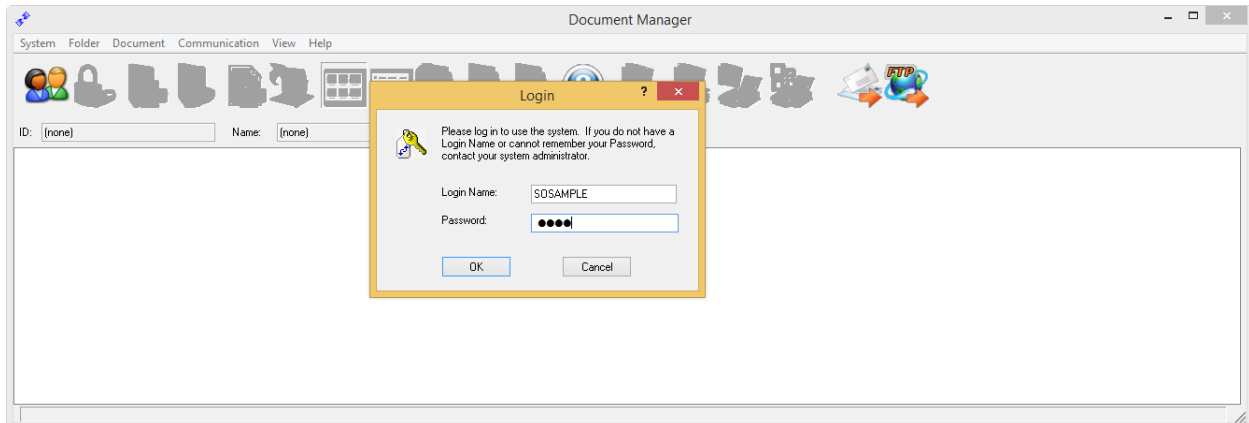 Document Manager
System Folder Document Communication View Help
FTP
ID: (none) Name: (none)
Login ?
Please log in to use the system. If you do not have a
Login Name or cannot remember your Password,
contact your system administrator.
Login Name: SOSAMPLE
Password: ●●●●
OK Cancel